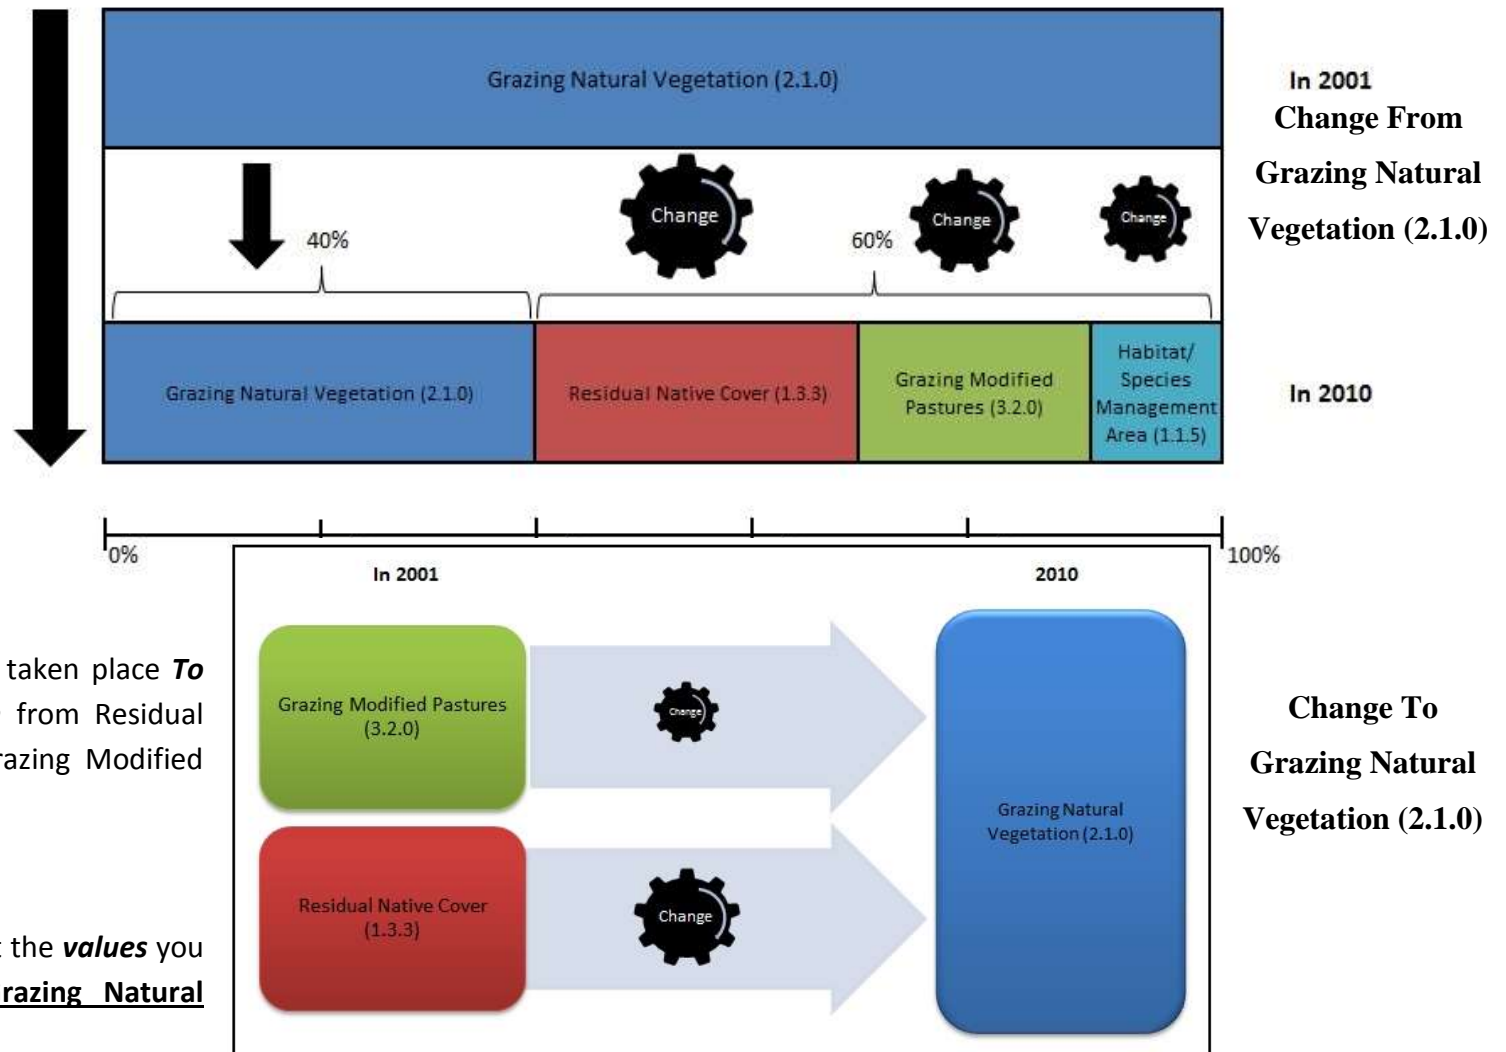 Grazing Natural Vegetation (2.1.0)
In 2001
Change From
Grazing Natural
Vegetation (2.1.0)
Change
Change
Change
40%
60%
Grazing Natural Vegetation (2.1.0)
Residual Native Cover (1.3.3)
Grazing Modified
Pastures (3.2.0)
Habitat/
Species
Management
Area (1.1.5)
In 2010
0%
100%
In 2001
2010
taken place To
from Residual
razing Modified
Grazing Modified Pastures
(3.2.0)
Change
Grazing Natural
Vegetation (2.1.0)
Change To
Grazing Natural
Vegetation (2.1.0)
Residual Native Cover
(1.3.3)
Change
the values you
razing Natural